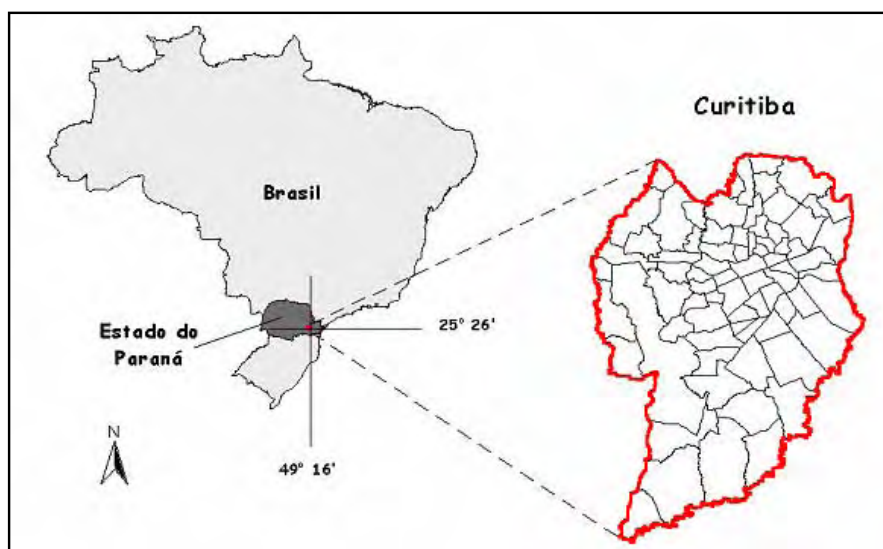 Curitiba
Brasil
Estado do
Paraná
25° 26'
N
49° 16'